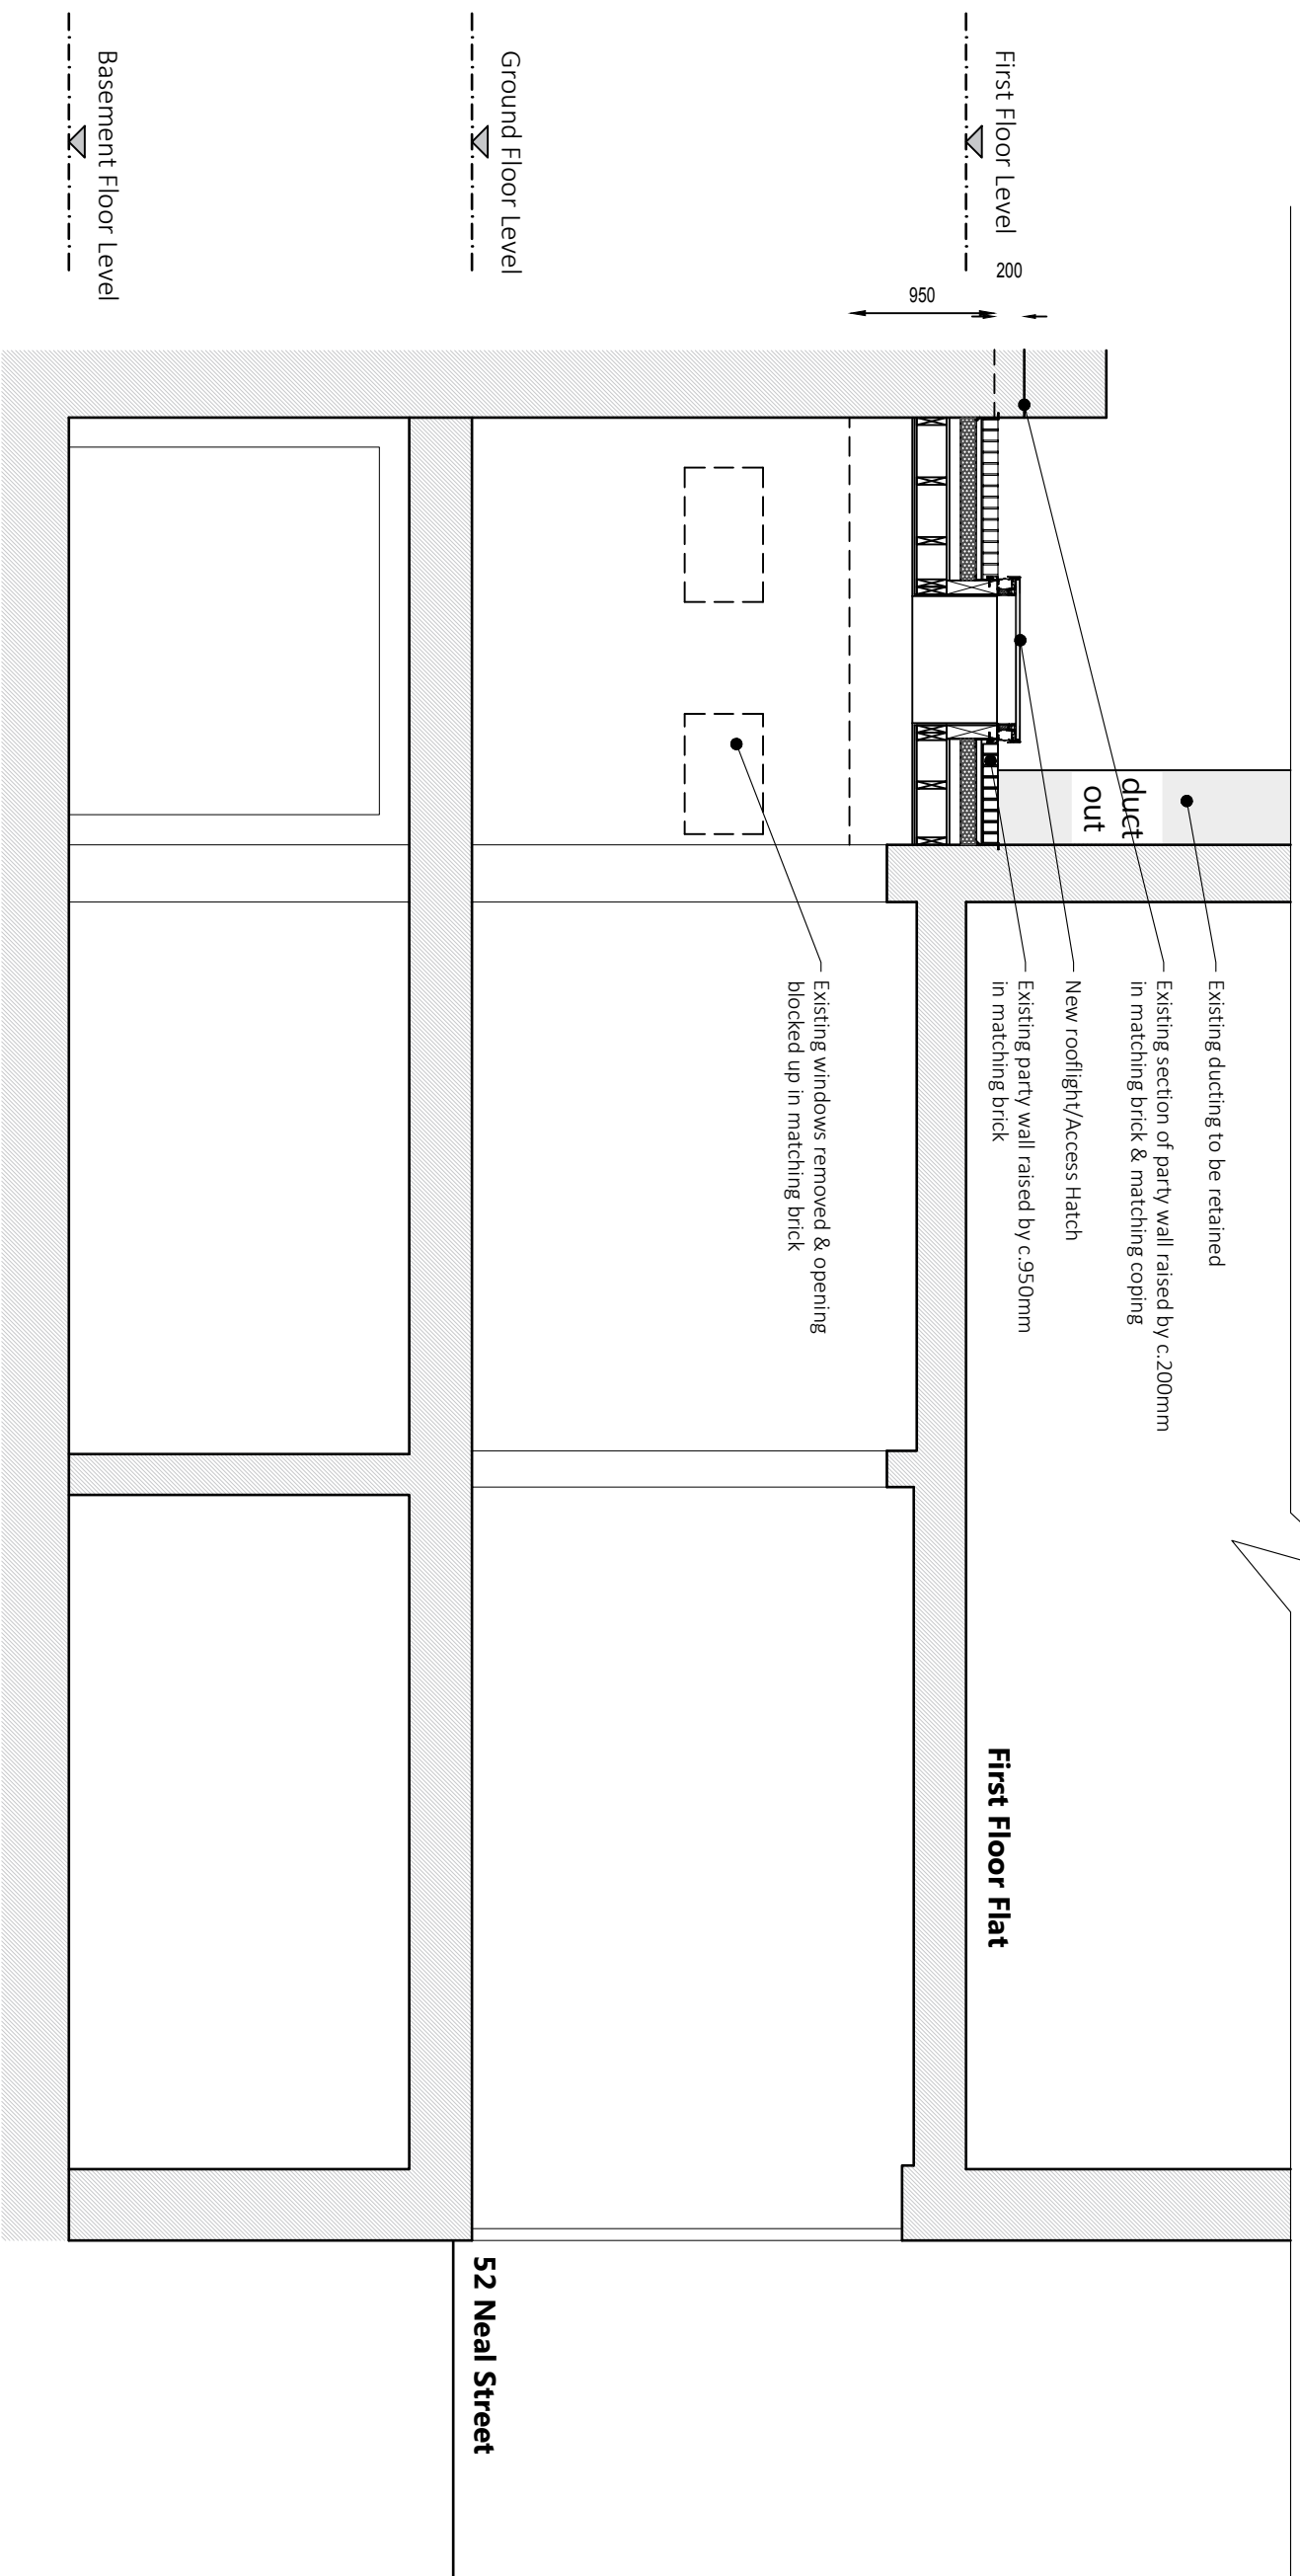 Existing ducting to be retained
Existing section of party wall raised by c.200mm
in matching brick & matching coping
New rooflight/Access Hatch
Existing party wall raised by c.950mm
in matching brick
duct
out
First Floor Level
200
950
First Floor Flat
Existing windows removed & opening
blocked up in matching brick
Ground Floor Level
52 Neal Street
Basement Floor Level